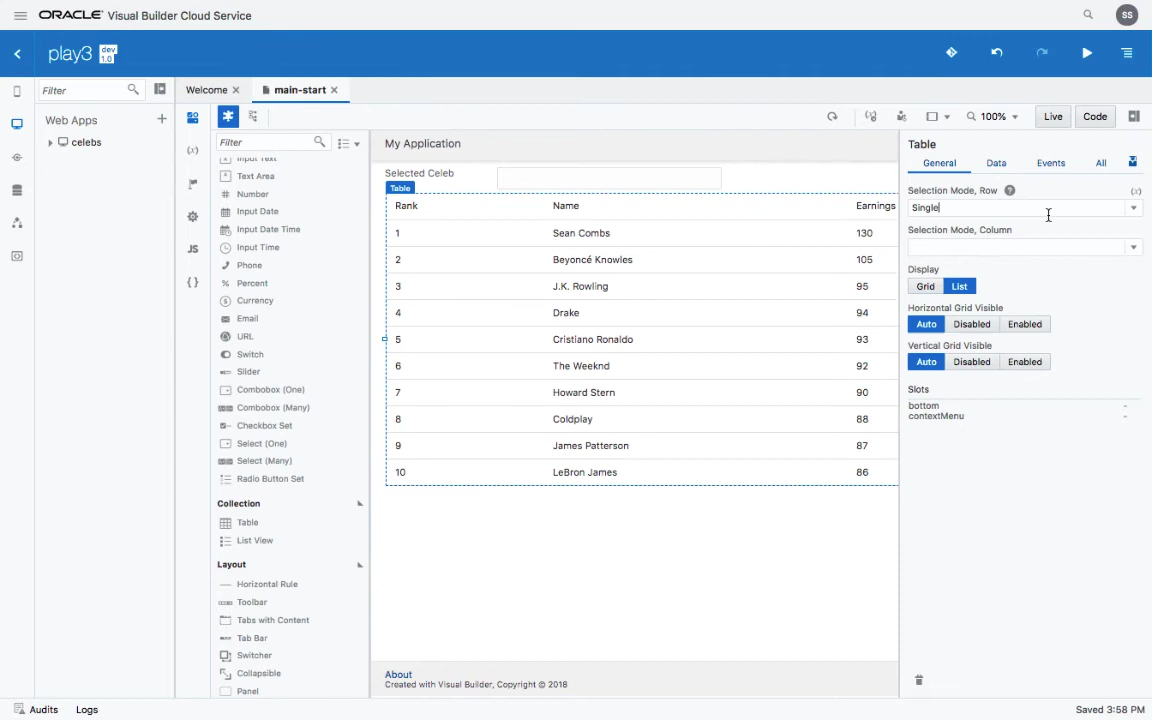 ORACLE Visual Builder Cloud Service
SS
play3 dev 1.0
Filter
Welcome
main-start
Web Apps
celebs
Filter
100%
Live
Code
Input Text
Text Area
Number
Input Date
Input Date Time
Input Time
Phone
Percent
Currency
Email
URL
Switch
Slider
Combobox (One)
Combobox (Many)
Checkbox Set
Select (One)
Select (Many)
Radio Button Set
Collection
Table
List View
Layout
Horizontal Rule
Toolbar
Tabs with Content
Tab Bar
Switcher
Collapsible
Panel
(x)
JS
{ }
My Application
Selected Celeb
Table
Rank Name Earnings
1 Sean Combs 130
2 Beyoncé Knowles 105
3 J.K. Rowling 95
4 Drake 94
5 Cristiano Ronaldo 93
6 The Weeknd 92
7 Howard Stern 90
8 Coldplay 88
9 James Patterson 87
10 LeBron James 86
About
Created with Visual Builder, Copyright © 2018
Table
General Data Events All
Selection Mode, Row ? (x)
Single
Selection Mode, Column
Display
Grid List
Horizontal Grid Visible
Auto Disabled Enabled
Vertical Grid Visible
Auto Disabled Enabled
Slots
bottom -
contextMenu -
Audits Logs
Saved 3:58 PM